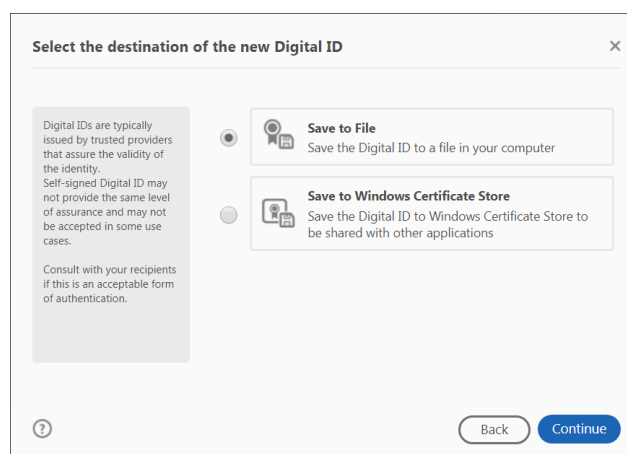 Select the destination of the new Digital ID
Digital IDs are typically
issued by trusted providers
that assure the validity of
the identity.
Self-signed Digital ID may
not provide the same level
of assurance and may not
be accepted in some use
cases.
Consult with your recipients
if this is an acceptable form
of authentication.
Save to File
Save the Digital ID to a file in your computer
Save to Windows Certificate Store
Save the Digital ID to Windows Certificate Store to
be shared with other applications
?
Back
Continue